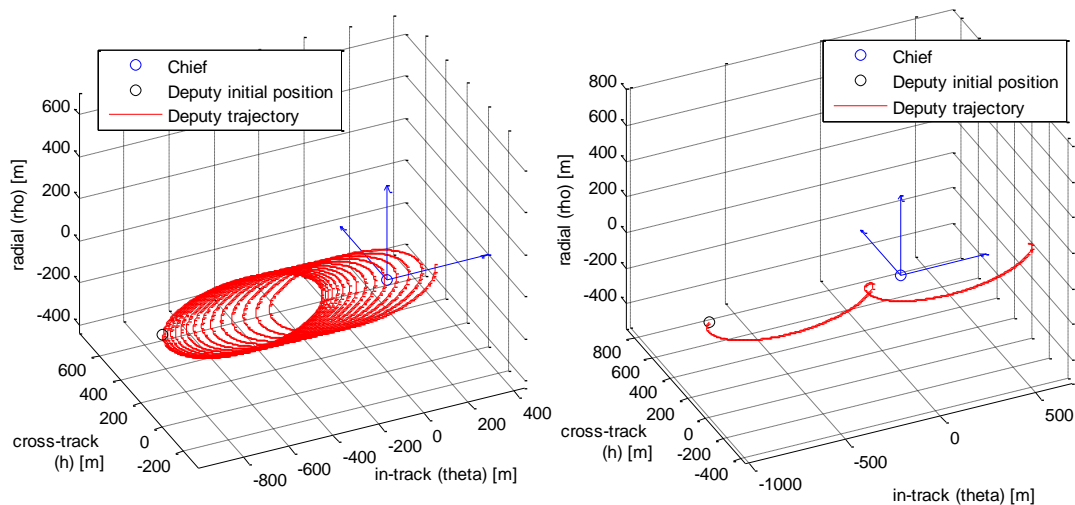 Chief
Deputy initial position
Deputy trajectory
600
400
200
0
-200
-400
radial (rho) [m]
600
400
200
0
-200
cross-track
(h) [m]
-800
-600
-400
-200
0
200
400
in-track (theta) [m]
Chief
Deputy initial position
Deputy trajectory
800
600
400
200
0
-200
-400
radial (rho) [m]
800
600
400
200
0
-200
-400
cross-track
(h) [m]
-1000
-500
0
500
in-track (theta) [m]